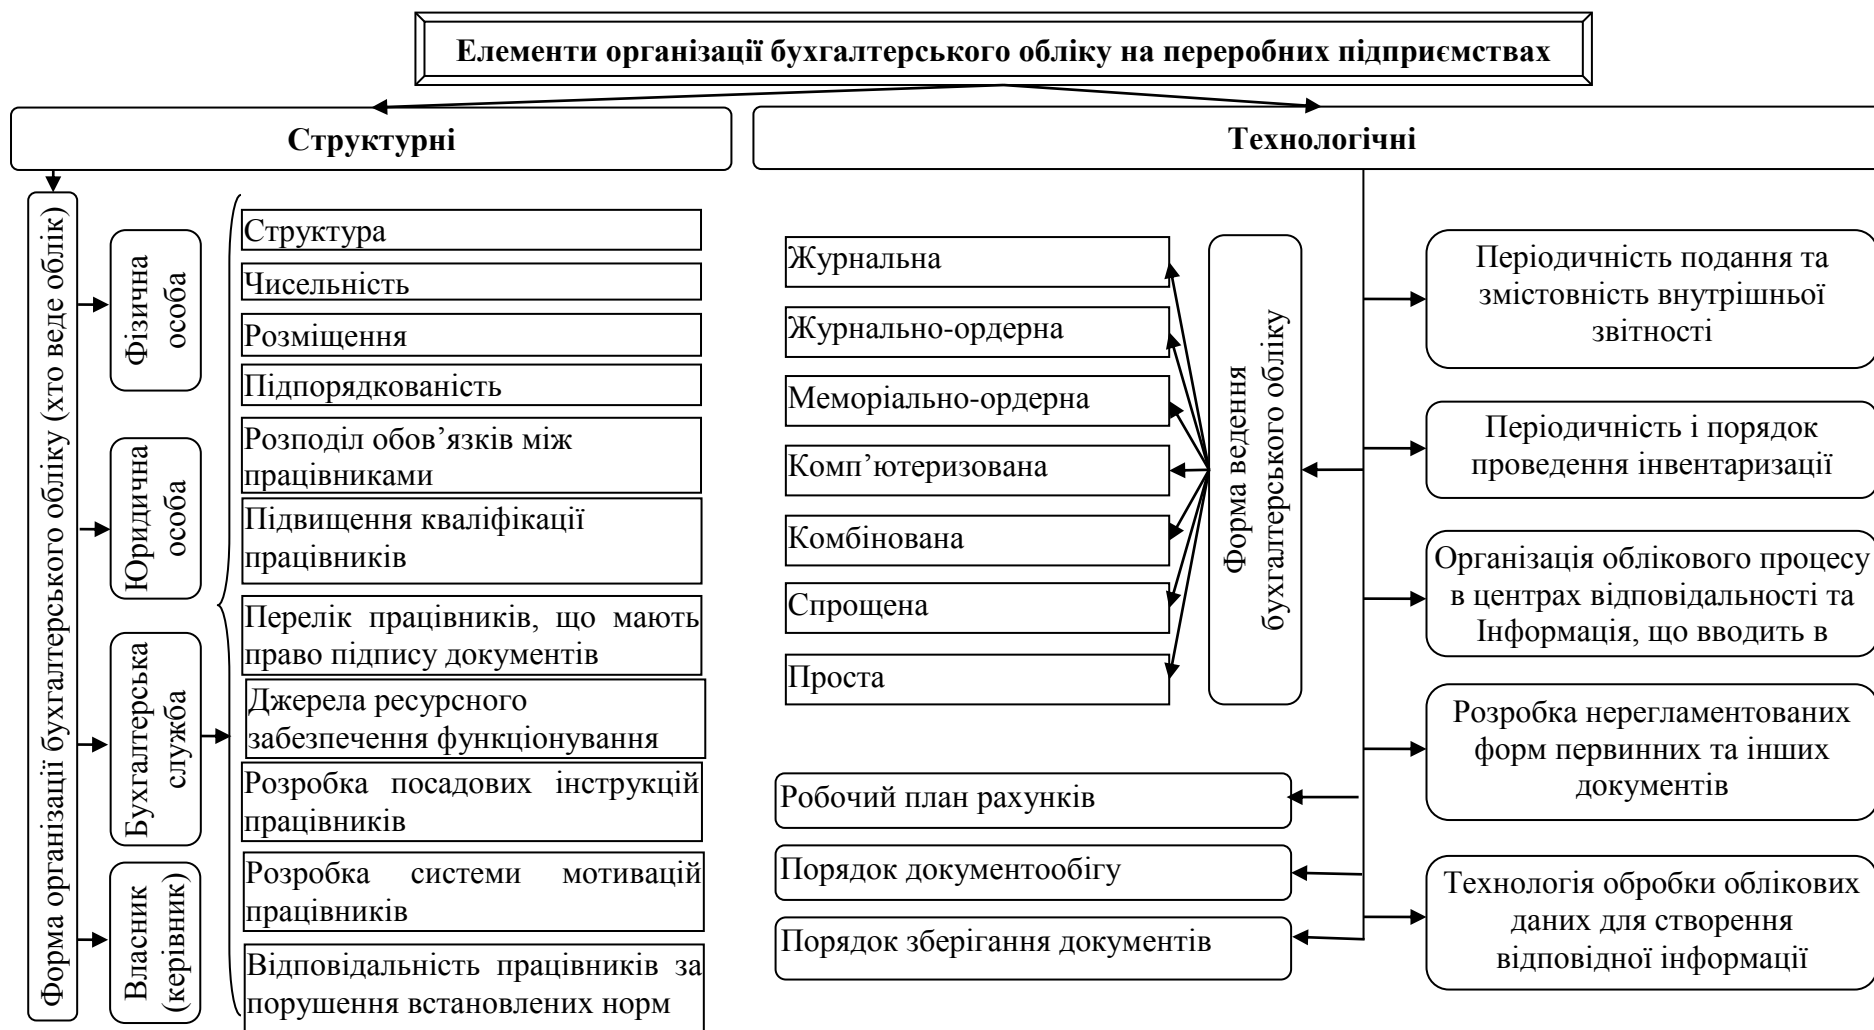 Елементи організації бухгалтерського обліку на переробних підприємствах
Структурні
Технологічні
Форма організації бухгалтерського обліку (хто веде облік)
Фізична
особа
Юридична
особа
Бухгалтерська
служба
Власник
(керівник)
Структура
Чисельність
Розміщення
Підпорядкованість
Розподіл обов’язків між
працівниками
Підвищення кваліфікації
працівників
Перелік працівників, що мають
право підпису документів
Джерела ресурсного
забезпечення функціонування
Розробка посадових інструкцій
працівників
Розробка системи мотивацій
працівників
Відповідальність працівників за
порушення встановлених норм
Журнальна
Журнально-ордерна
Меморіально-ордерна
Комп’ютеризована
Комбінована
Спрощена
Проста
Форма ведення
бухгалтерського обліку
Робочий план рахунків
Порядок документообігу
Порядок зберігання документів
Періодичність подання та
змістовність внутрішньої
звітності
Періодичність і порядок
проведення інвентаризації
Організація облікового процесу
в центрах відповідальності та
Інформація, що вводить в
Розробка нерегламентованих
форм первинних та інших
документів
Технологія обробки облікових
даних для створення
відповідної інформації